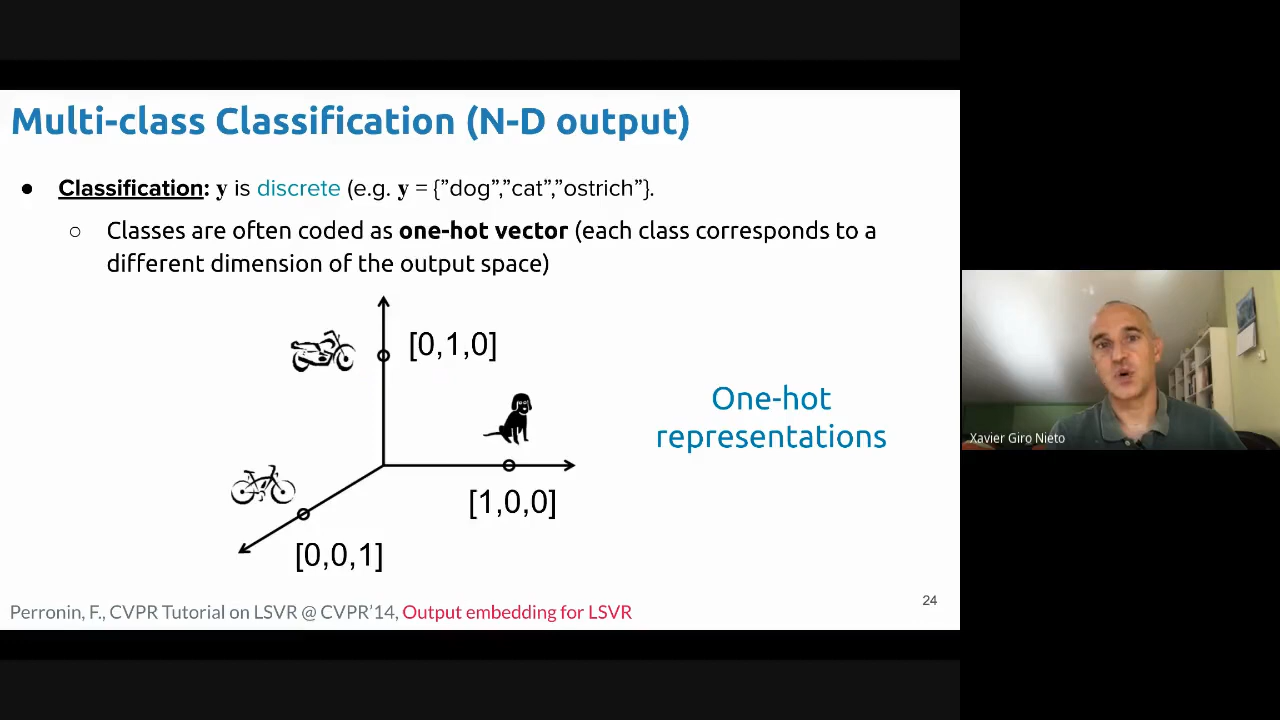 Multi-class Classification (N-D output)
● Classification: y is discrete (e.g. y = {”dog”,”cat”,”ostrich”}.
○ Classes are often coded as one-hot vector (each class corresponds to a
different dimension of the output space)
[0,1,0]
One-hot
representations
[1,0,0]
[0,0,1]
Perronin, F., CVPR Tutorial on LSVR @ CVPR’14, Output embedding for LSVR
24
Xavier Giro Nieto